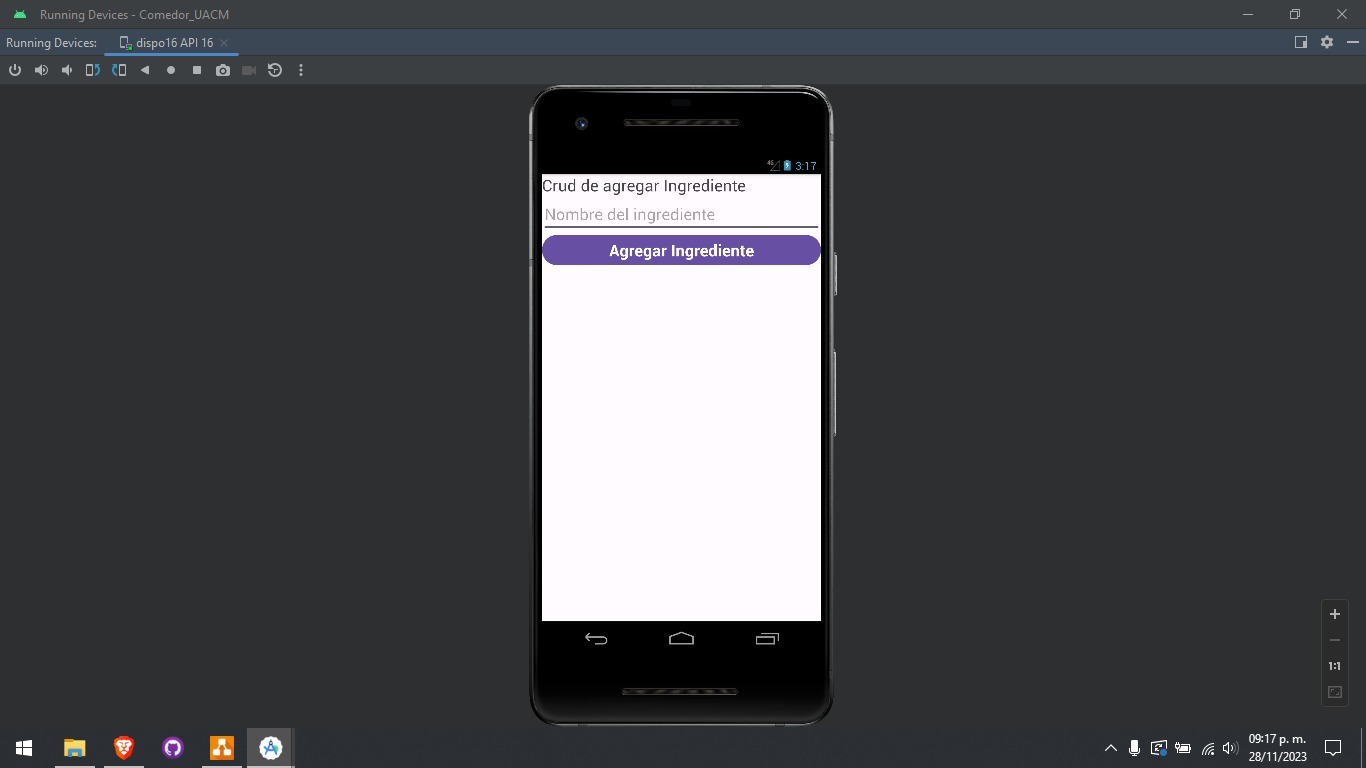 Running Devices - Comedor_UACM
Running Devices:
dispo16 API 16
4G
3:17
Crud de agregar Ingrediente
Nombre del ingrediente
Agregar Ingrediente
1:1
09:17 p. m.
28/11/2023